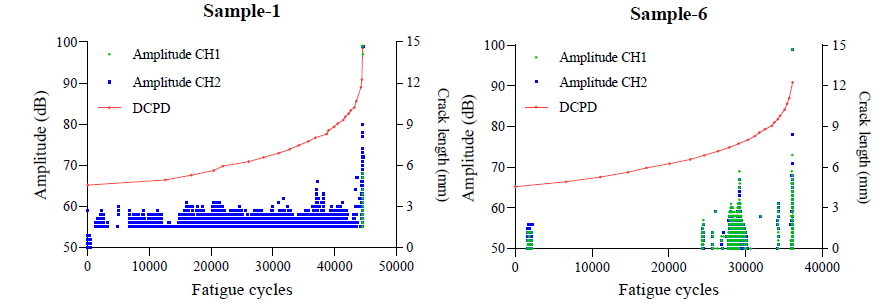 Sample-1
Sample-6
100
90
80
70
60
50
Amplitude (dB)
Amplitude CH1
Amplitude CH2
DCPD
15
12
9
6
3
0
Crack length (mm)
0
10000
20000
30000
40000
50000
Fatigue cycles
100
90
80
70
60
50
Amplitude (dB)
Amplitude CH1
Amplitude CH2
DCPD
15
12
9
6
3
0
Crack length (mm)
0
10000
20000
30000
40000
Fatigue cycles